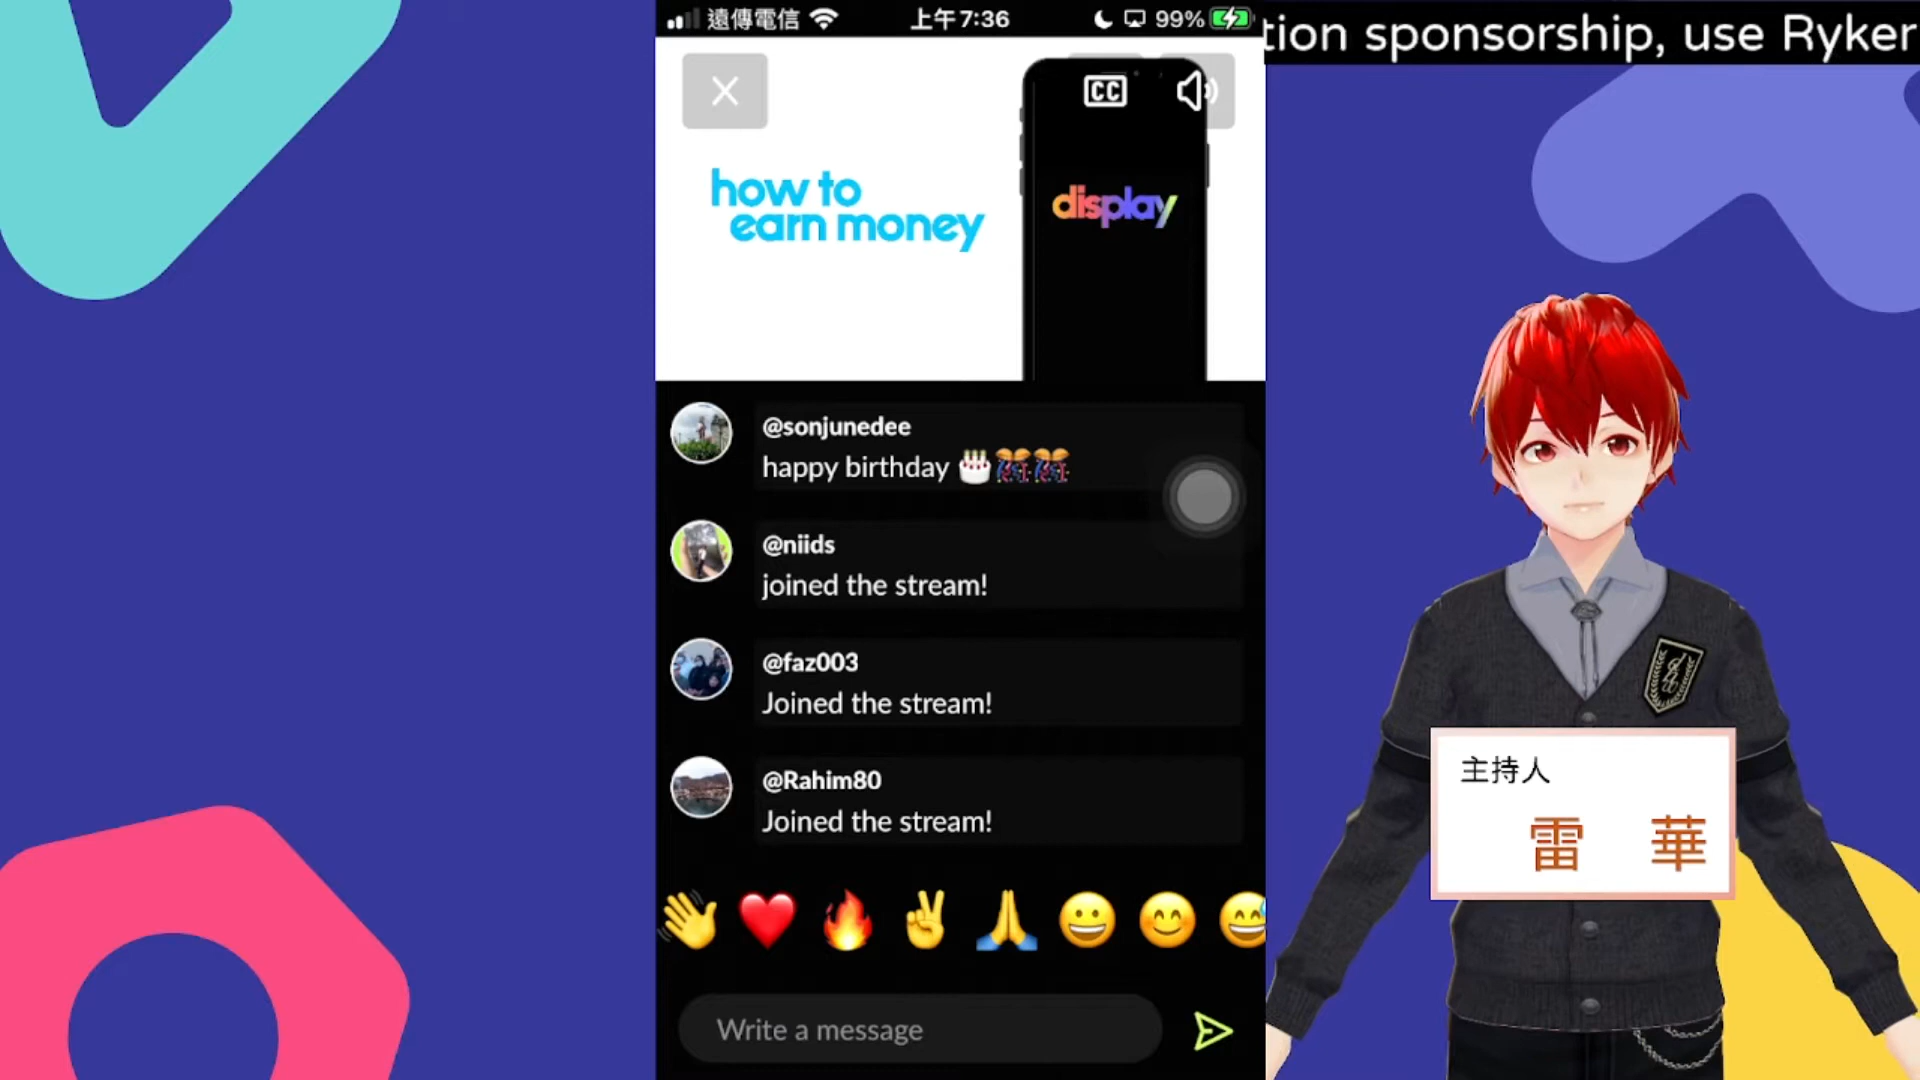 遠傳電信
上午7:36
99%
tion sponsorship, use Ryker
CC
how to
earn money
display
@sonjunedee
happy birthday 🎂🎊🎊
@niids
joined the stream!
@faz003
Joined the stream!
@Rahim80
Joined the stream!
Write a message
主持人
雷 華